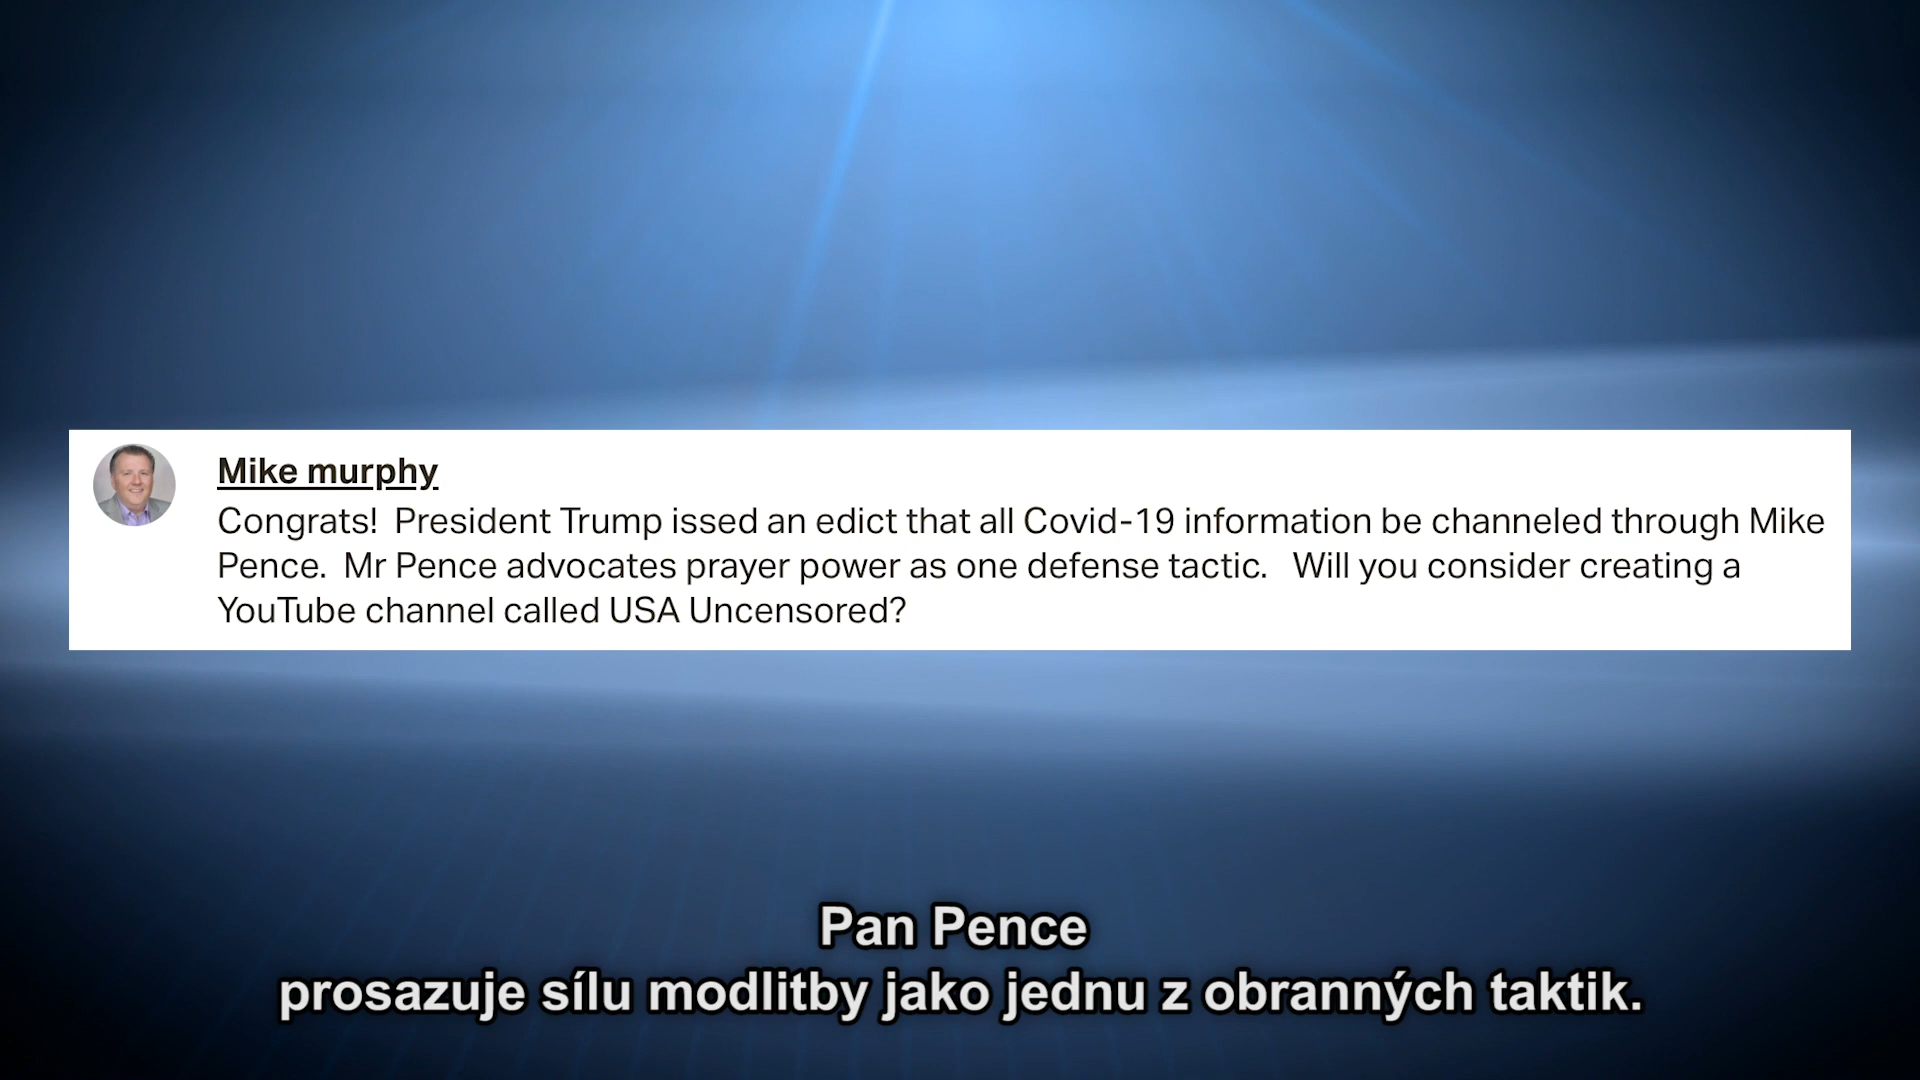 Mike murphy
Congrats!  President Trump issed an edict that all Covid-19 information be channeled through Mike
Pence.  Mr Pence advocates prayer power as one defense tactic.   Will you consider creating a
YouTube channel called USA Uncensored?
Pan Pence
prosazuje sílu modlitby jako jednu z obranných taktik.